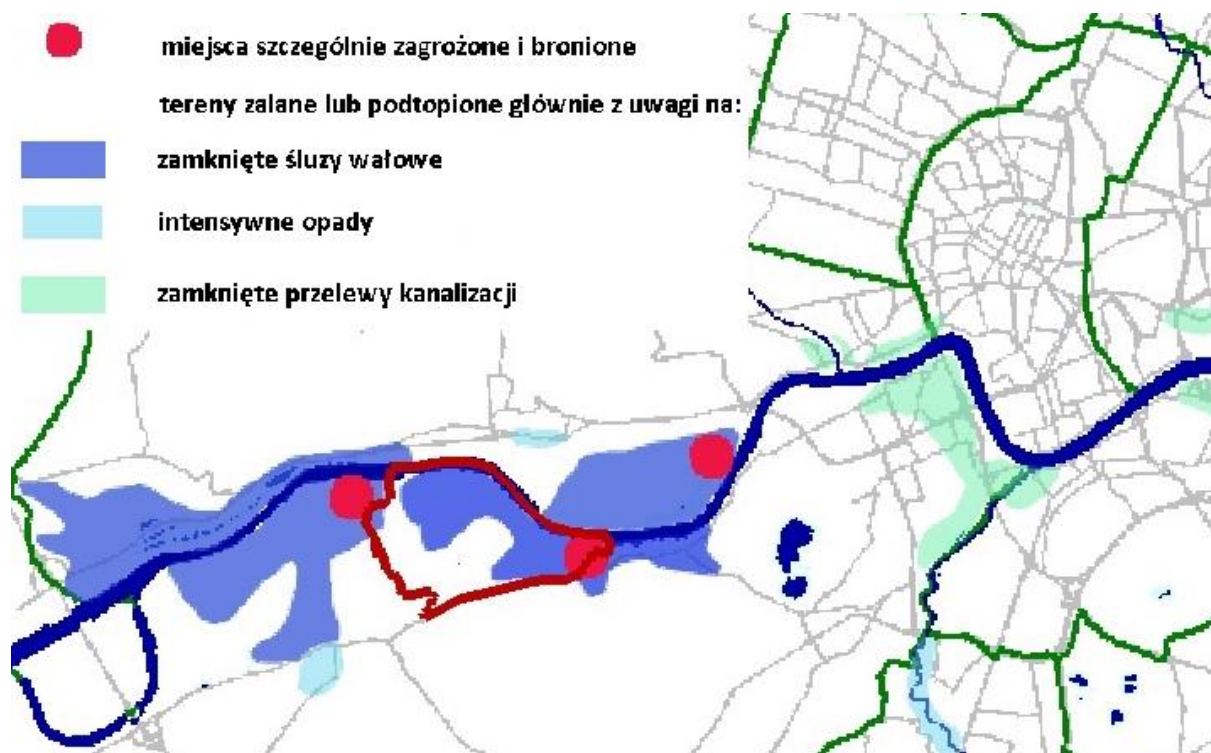 miejsca szczególnie zagrożone i bronione
tereny zalane lub podtopione głównie z uwagi na:
zamknięte śluzy wałowe
intensywne opady
zamknięte przelewy kanalizacji